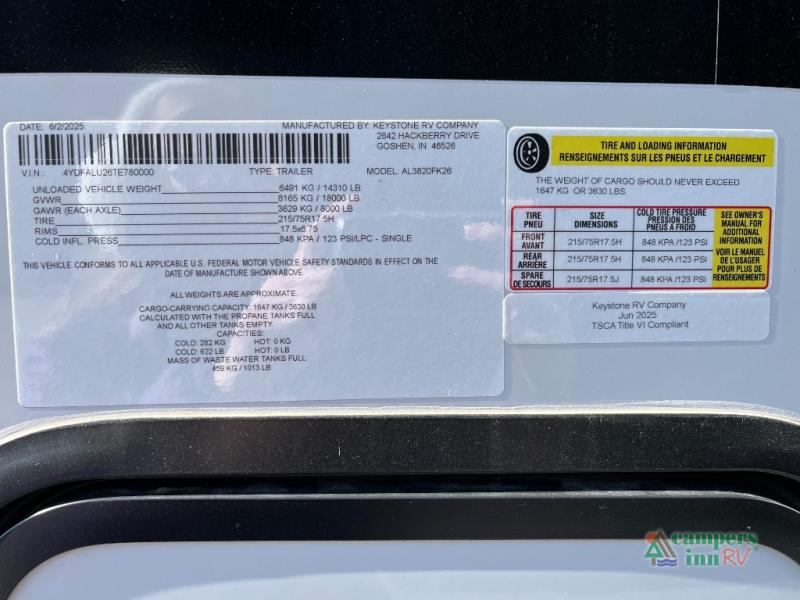 DATE: 6/2/2025 MANUFACTURED BY: KEYSTONE RV COMPANY
2642 HACKBERRY DRIVE
GOSHEN, IN 46526
V.I.N.: 4YDFALU26TE780000 TYPE: TRAILER MODEL: AL3820FK26
UNLOADED VEHICLE WEIGHT 6491 KG / 14310 LB
GVWR 8165 KG / 18000 LB
GAWR (EACH AXLE) 3629 KG / 8000 LB
TIRE 215/75R17.5H
RIMS 17.5x6.75
COLD INFL. PRESS 848 KPA / 123 PSI/LPC - SINGLE
THIS VEHICLE CONFORMS TO ALL APPLICABLE U.S. FEDERAL MOTOR VEHICLE SAFETY STANDARDS IN EFFECT ON THE
DATE OF MANUFACTURE SHOWN ABOVE.
ALL WEIGHTS ARE APPROXIMATE.
CARGO-CARRYING CAPACITY: 1647 KG / 3630 LB
CALCULATED WITH THE PROPANE TANKS FULL
AND ALL OTHER TANKS EMPTY
CAPACITIES:
COLD: 282 KG HOT: 0 KG
COLD: 622 LB HOT: 0 LB
MASS OF WASTE WATER TANKS FULL:
459 KG / 1013 LB
TIRE AND LOADING INFORMATION
RENSEIGNEMENTS SUR LES PNEUS ET LE CHARGEMENT
THE WEIGHT OF CARGO SHOULD NEVER EXCEED
1647 KG OR 3630 LBS.
TIRE
PNEU
SIZE
DIMENSIONS
COLD TIRE PRESSURE
PRESSION DES
PNEUS A FROID
FRONT
AVANT
215/75R17.5H 848 KPA /123 PSI
REAR
ARRIÈRE
215/75R17.5H 848 KPA /123 PSI
SPARE
DE SECOURS
215/75R17.5J 848 KPA /123 PSI
SEE OWNER'S
MANUAL FOR
ADDITIONAL
INFORMATION
VOIR LE MANUEL
DE L'USAGER
POUR PLUS DE
RENSEIGNEMENTS
Keystone RV Company
Jun 2025
TSCA Title VI Compliant
campers
inn RV